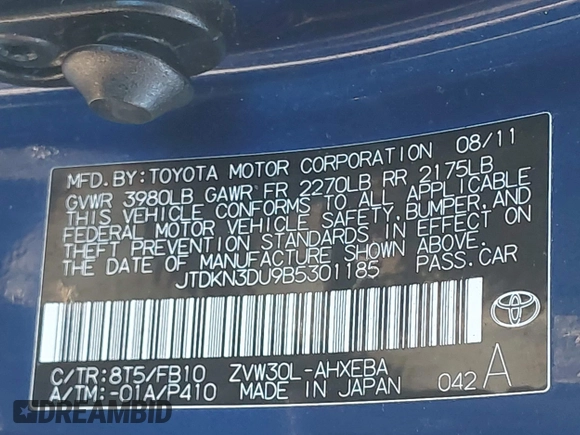 MFD. BY: TOYOTA MOTOR CORPORATION 08/11
GVWR 3980LB GAWR FR 2270LB RR 2175LB
THIS VEHICLE CONFORMS TO ALL APPLICABLE
FEDERAL MOTOR VEHICLE SAFETY, BUMPER, AND
THEFT PREVENTION STANDARDS IN EFFECT ON
THE DATE OF MANUFACTURE SHOWN ABOVE.
JTDKN3DU9B5301185 PASS. CAR
C/TR: 8T5/FB10 ZVW30L-AHXEBA
A/TM: -01A/P410 MADE IN JAPAN 042 A
DREAMBID